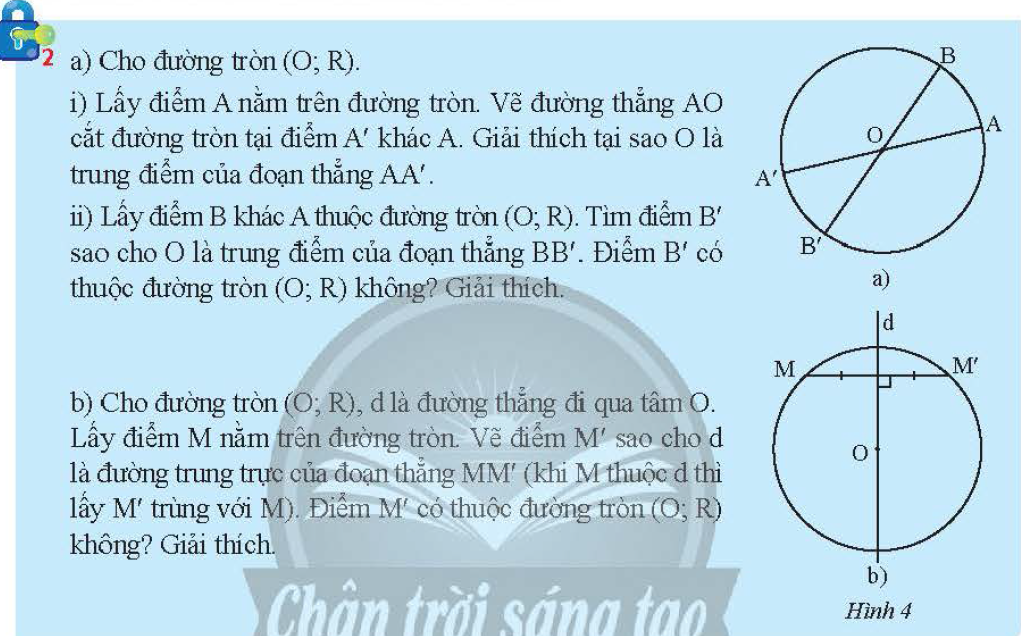 2 a) Cho đường tròn (O; R).
i) Lấy điểm A nằm trên đường tròn. Vẽ đường thẳng AO
cắt đường tròn tại điểm A′ khác A. Giải thích tại sao O là
trung điểm của đoạn thẳng AA′.
ii) Lấy điểm B khác A thuộc đường tròn (O; R). Tìm điểm B′
sao cho O là trung điểm của đoạn thẳng BB′. Điểm B′ có
thuộc đường tròn (O; R) không? Giải thích.
B
A
O
A′
B′
a)
b) Cho đường tròn (O; R), d là đường thẳng đi qua tâm O.
Lấy điểm M nằm trên đường tròn. Vẽ điểm M′ sao cho d
là đường trung trực của đoạn thẳng MM′ (khi M thuộc d thì
lấy M′ trùng với M). Điểm M′ có thuộc đường tròn (O; R)
không? Giải thích.
d
M
M′
O
b)
Hình 4
Chân trời sáng tạo